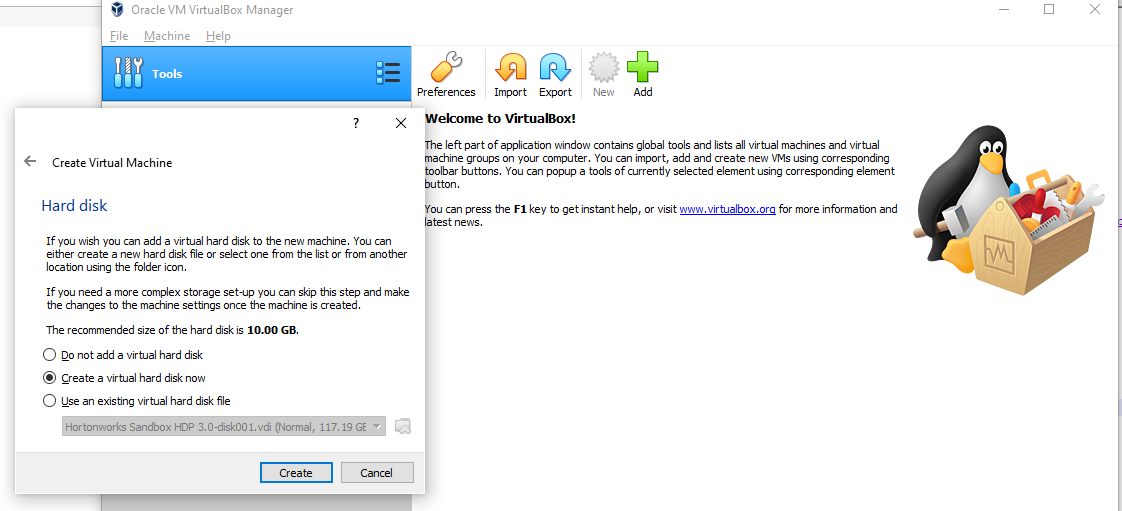 Oracle VM VirtualBox Manager
File Machine Help
Tools
Preferences Import Export New Add
Welcome to VirtualBox!
The left part of application window contains global tools and lists all virtual machines and virtual
machine groups on your computer. You can import, add and create new VMs using corresponding
toolbar buttons. You can popup a tools of currently selected element using corresponding element
button.
You can press the F1 key to get instant help, or visit www.virtualbox.org for more information and
latest news.
?
Create Virtual Machine
Hard disk
If you wish you can add a virtual hard disk to the new machine. You can
either create a new hard disk file or select one from the list or from another
location using the folder icon.
If you need a more complex storage set-up you can skip this step and make
the changes to the machine settings once the machine is created.
The recommended size of the hard disk is 10.00 GB.
Do not add a virtual hard disk
Create a virtual hard disk now
Use an existing virtual hard disk file
Hortonworks Sandbox HDP 3.0-disk001.vdi (Normal, 117.19 GB
Create Cancel